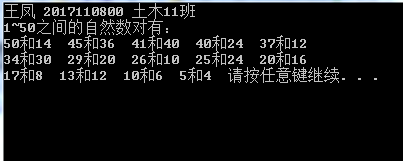 王凤 2017110800 土木11班
1~50之间的自然数对有：
50和14 45和36 41和40 40和24 37和12
34和30 29和20 26和10 25和24 20和16
17和8 13和12 10和6 5和4 请按任意键继续. . .